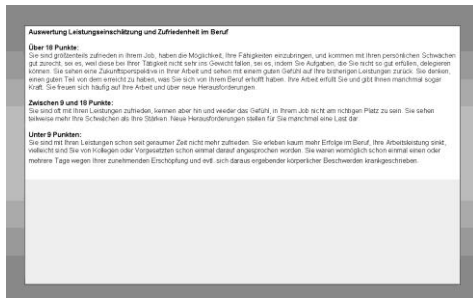 Auswertung Leistungseinschätzung und Zufriedenheit im Beruf
Über 18 Punkte:
Sie sind größtenteils zufrieden in Ihrem Job, haben die Möglichkeit, Ihre Fähigkeiten einzubringen, und kommen mit Ihren persönlichen Schwächen
gut zurecht, sei es, weil diese bei Ihrer Tätigkeit nicht sehr ins Gewicht fallen, sei es, indem Sie Aufgaben, die Sie nicht so gut erfüllen, delegieren
können. Sie sehen eine Zukunftsperspektive in Ihrer Arbeit und sehen mit einem guten Gefühl auf Ihre bisherigen Leistungen zurück. Sie denken,
einen guten Teil von dem erreicht zu haben, was Sie sich von Ihrem Beruf erhofft haben. Ihre Arbeit erfüllt Sie und gibt Ihnen manchmal sogar
Kraft. Sie freuen sich häufig auf Ihre Arbeit und über neue Herausforderungen.
Zwischen 9 und 18 Punkte:
Sie sind oft mit Ihren Leistungen zufrieden, kennen aber hin und wieder das Gefühl, in Ihrem Job nicht am richtigen Platz zu sein. Sie sehen
teilweise mehr Ihre Schwächen als Ihre Stärken. Neue Herausforderungen stellen für Sie manchmal eine Last dar.
Unter 9 Punkten:
Sie sind mit Ihren Leistungen schon seit geraumer Zeit nicht mehr zufrieden. Sie erleben kaum mehr Erfolge im Beruf, Ihre Arbeitsleistung sinkt,
vielleicht sind Sie von Kollegen oder Vorgesetzten schon einmal darauf angesprochen worden. Sie waren womöglich schon einmal einen oder
mehrere Tage wegen Ihrer zunehmenden Erschöpfung und evtl. sich daraus ergebender körperlicher Beschwerden krankgeschrieben.